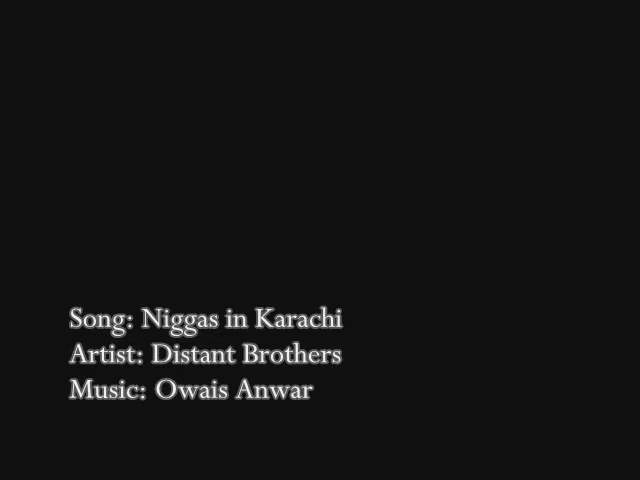 Song: Niggas in Karachi
Artist: Distant Brothers
Music: Owais Anwar